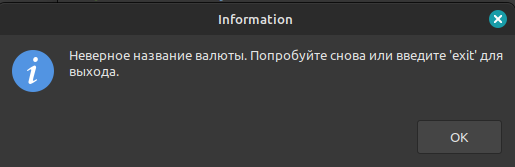 Information
Неверное название валюты. Попробуйте снова или введите 'exit' для
выхода.
OK